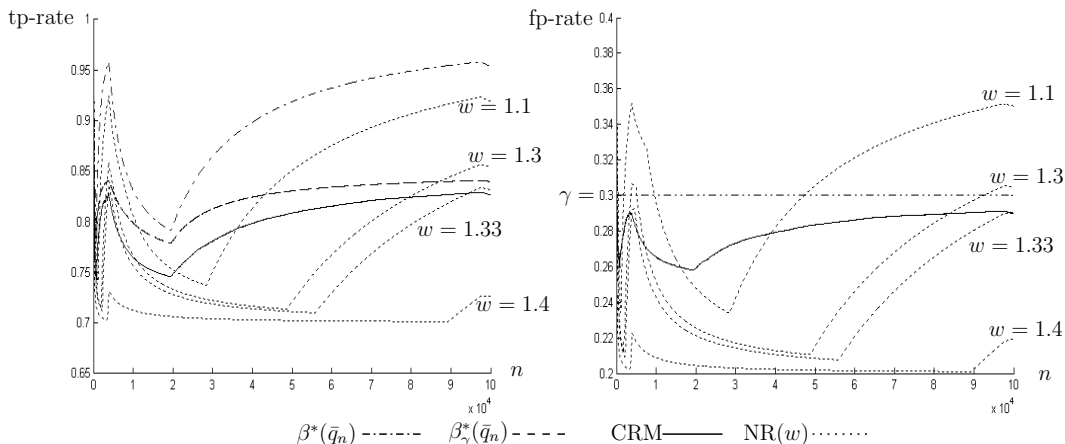 tp-rate
1
0.95
0.9
0.85
0.8
0.75
0.7
0.65
0 1 2 3 4 5 6 7 8 9 10
n
x 10⁴
w = 1.1
w = 1.3
w = 1.33
w = 1.4
fp-rate
0.4
0.38
0.36
0.34
0.32
γ = 0.3
0.28
0.26
0.24
0.22
0.2
0 1 2 3 4 5 6 7 8 9 10
n
x 10⁴
w = 1.1
w = 1.3
w = 1.33
w = 1.4
β*(q̄ₙ) β*ᵧ(q̄ₙ) CRM NR(w)